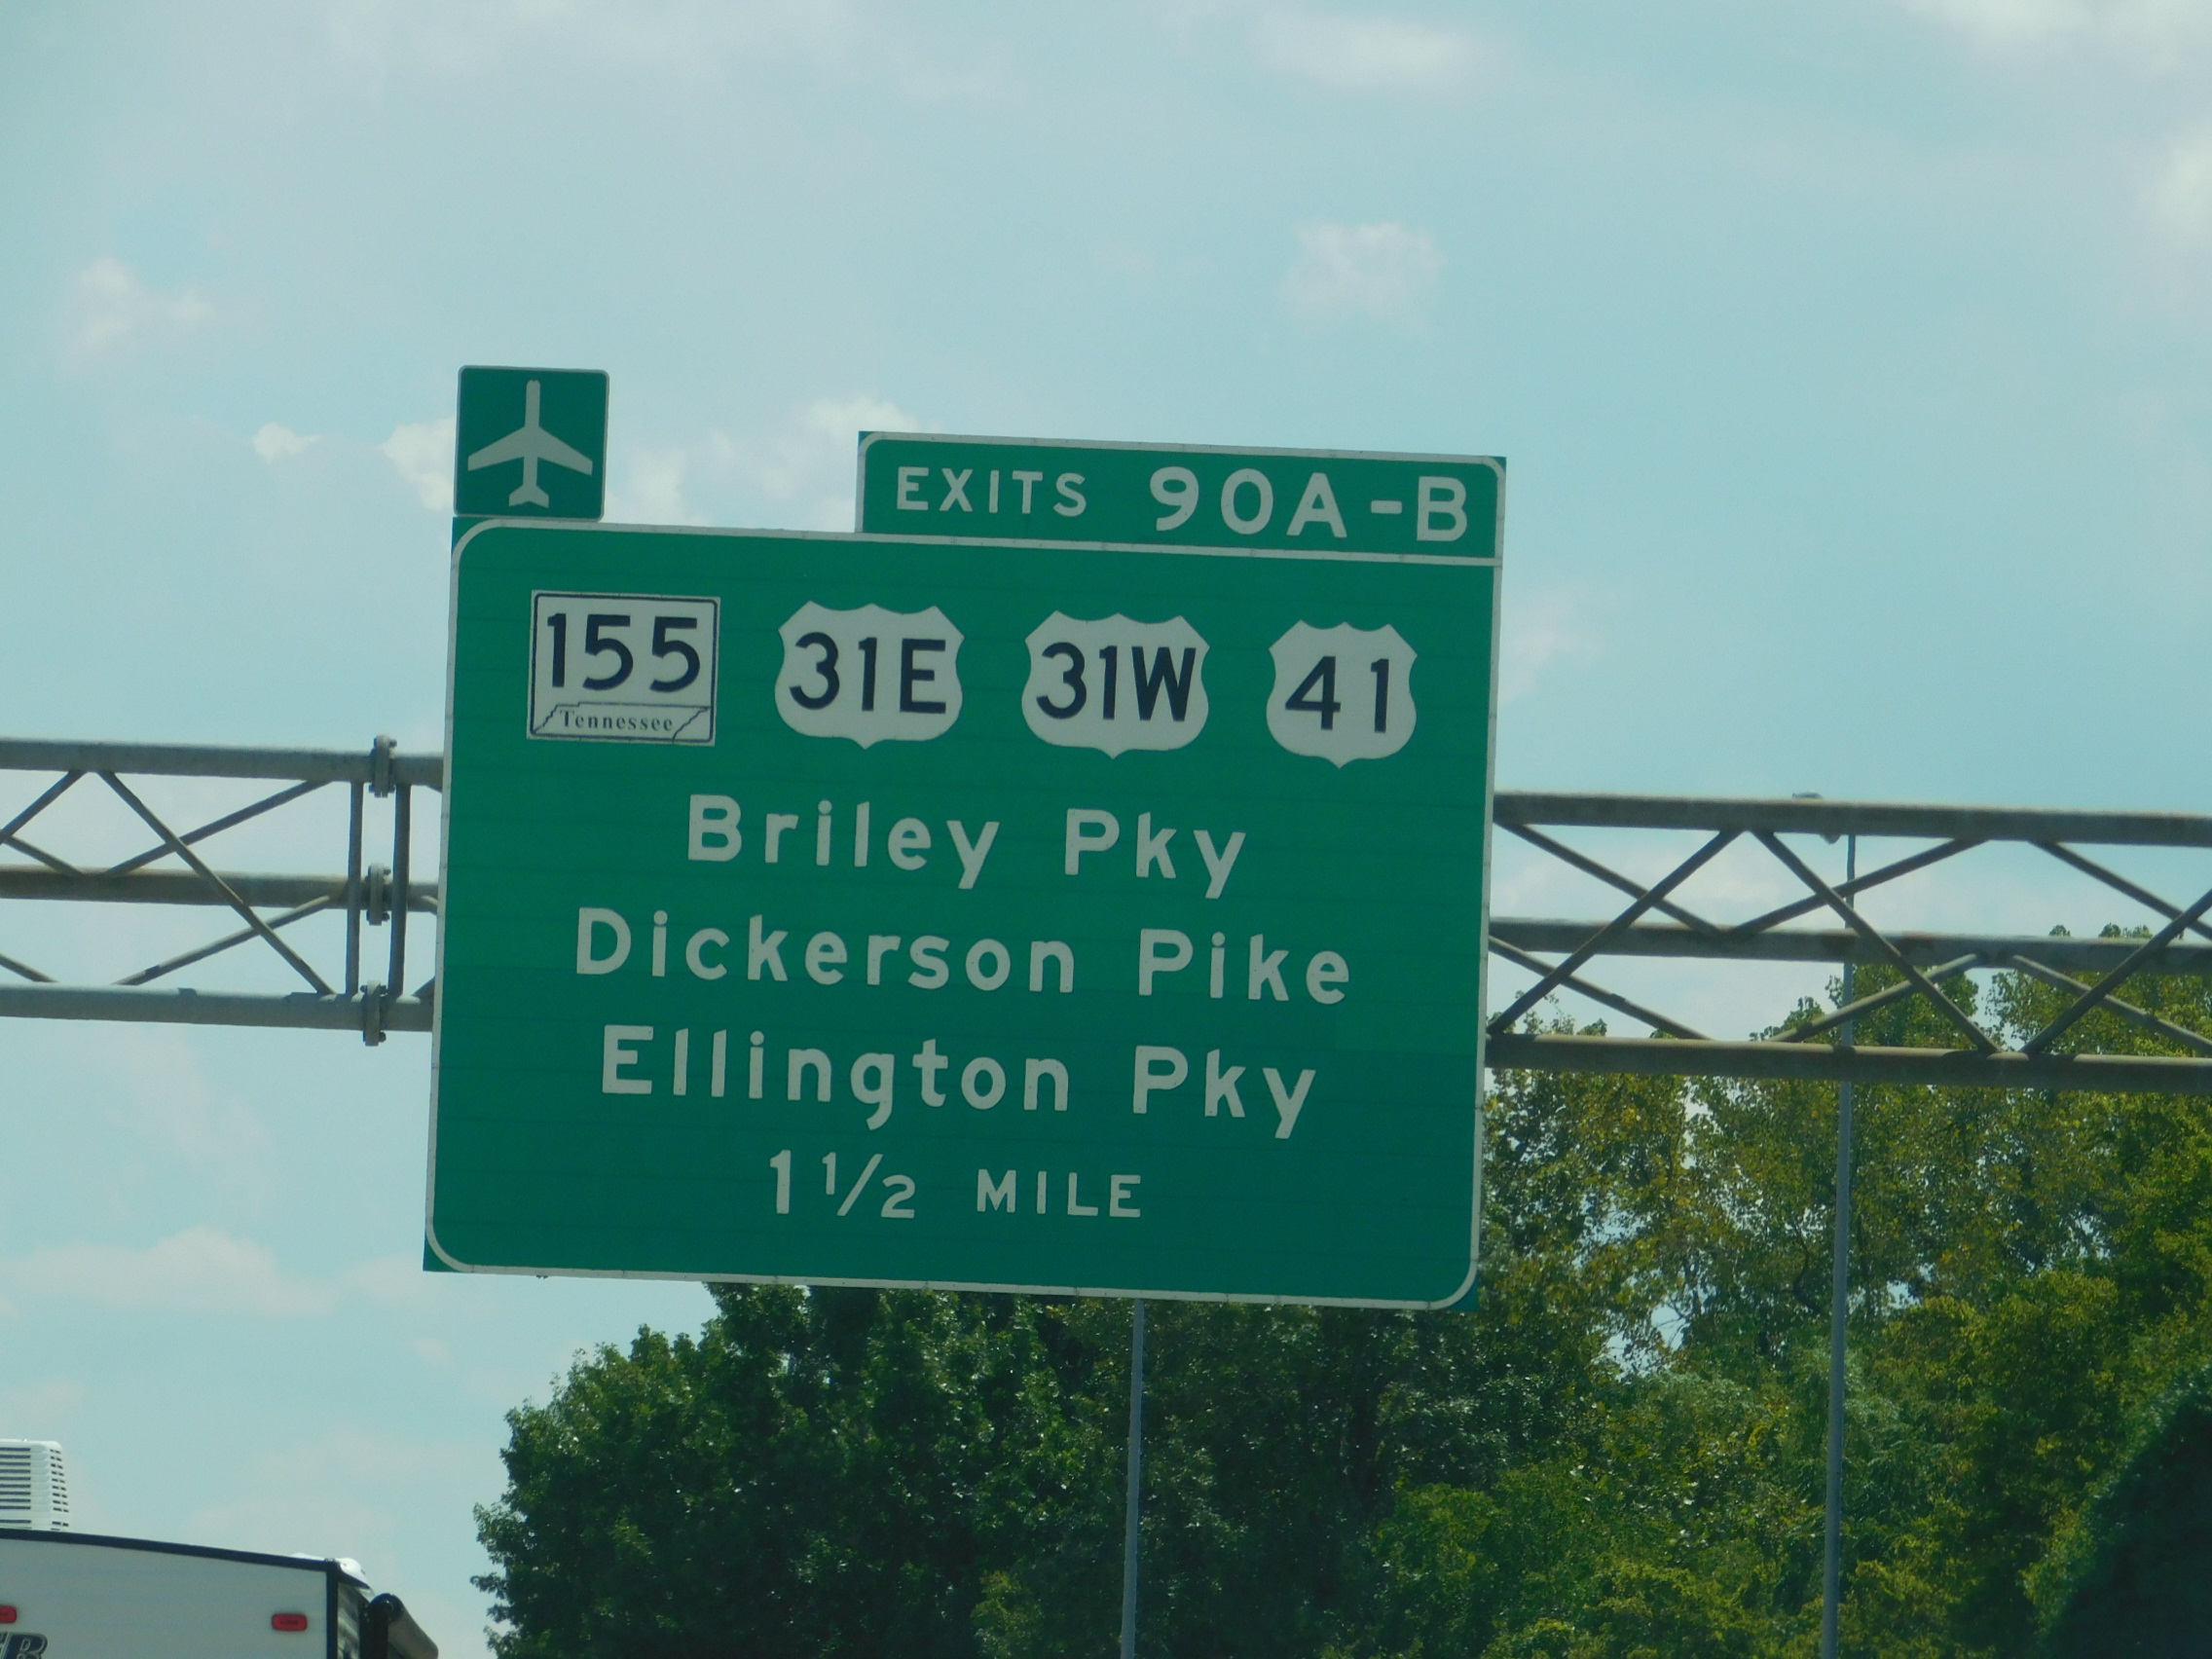 EXITS 90A-B
155 31E 31W 41
Tennessee
Briley Pky
Dickerson Pike
Ellington Pky
1 1/2 MILE